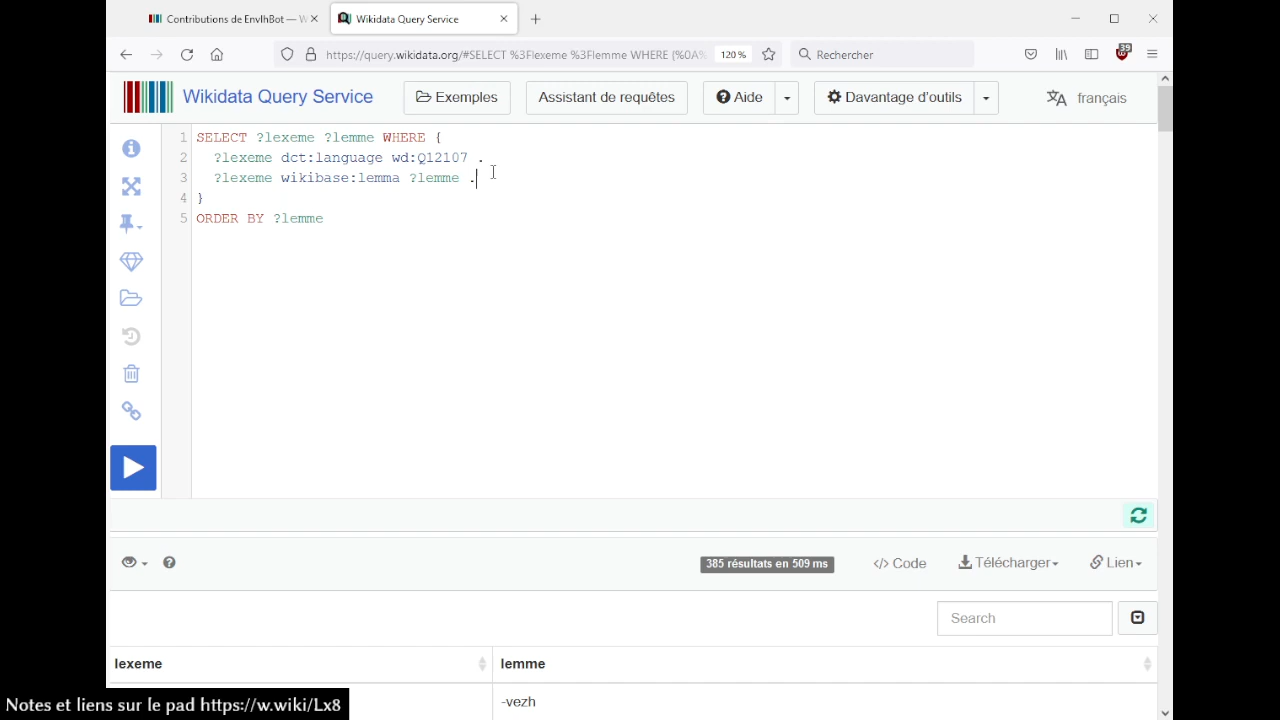 Contributions de EnvlhBot — W
Wikidata Query Service
https://query.wikidata.org/#SELECT %3Flexeme %3Flemme WHERE {%0A%
120 %
Rechercher
39
Wikidata Query Service
Exemples
Assistant de requêtes
Aide
Davantage d'outils
français
1 SELECT ?lexeme ?lemme WHERE {
2 ?lexeme dct:language wd:Q12107 .
3 ?lexeme wikibase:lemma ?lemme .
4 }
5 ORDER BY ?lemme
385 résultats en 509 ms
</> Code
Télécharger
Lien
Search
lexeme
lemme
-vezh
Notes et liens sur le pad https://w.wiki/Lx8